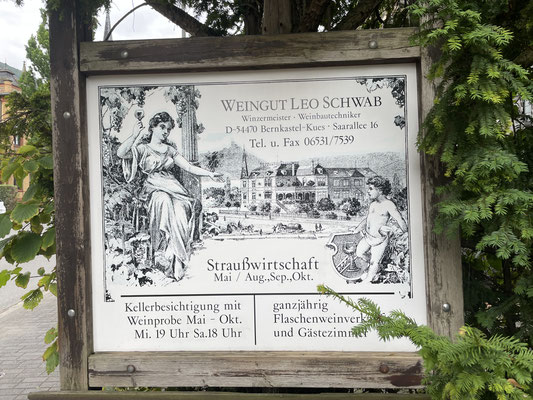 WEINGUT LEO SCHWAB
Winzermeister · Weinbautechniker
D-54470 Bernkastel-Kues · Saarallee 16
Tel. u. Fax 06531/7539
Straußwirtschaft
Mai / Aug.,Sep.,Okt.
Kellerbesichtigung mit
Weinprobe Mai - Okt.
Mi. 19 Uhr Sa.18 Uhr
ganzjährig
Flaschenweinverk
und Gästezimmer